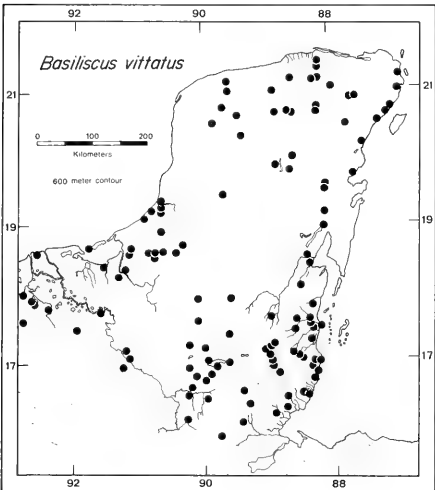 92 90 88
Basiliscus vittatus
21 21
0 100 200
Kilometers
600 meter contour
19 19
17 17
92 90 88